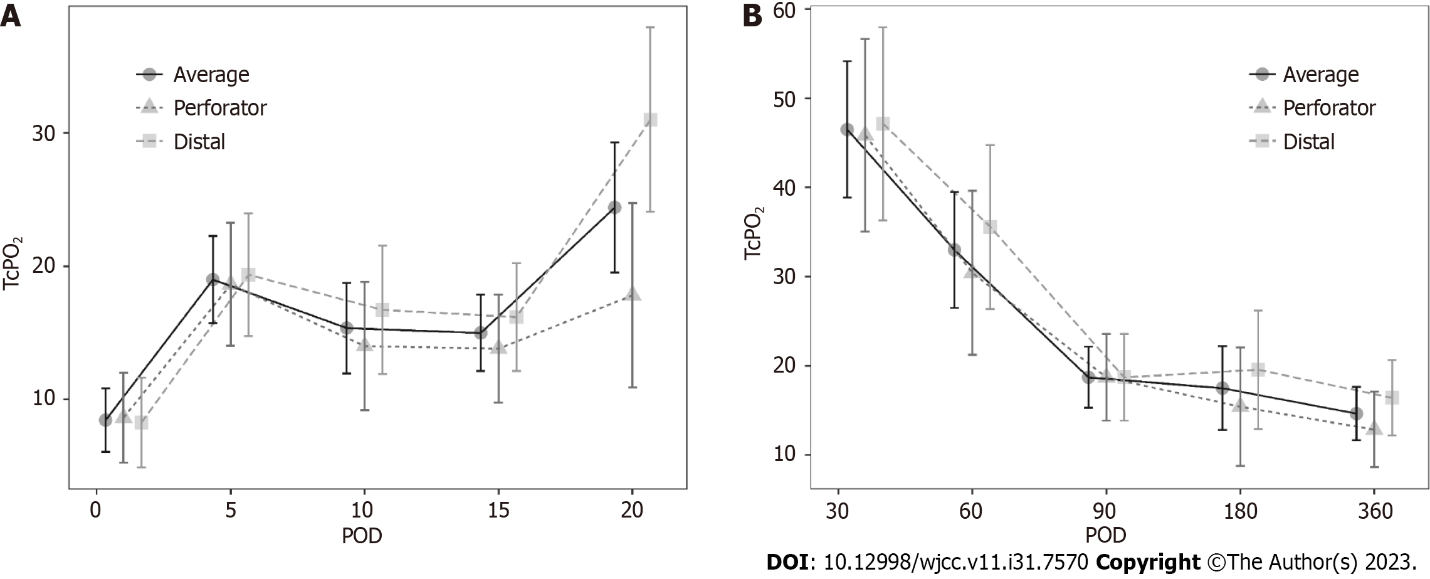 A
Average
Perforator
Distal
30
20
10
TcPO₂
0 5 10 15 20
POD
B
60
50
40
30
20
10
TcPO₂
Average
Perforator
Distal
30 60 90 180 360
POD
DOI: 10.12998/wjcc.v11.i31.7570 Copyright ©The Author(s) 2023.